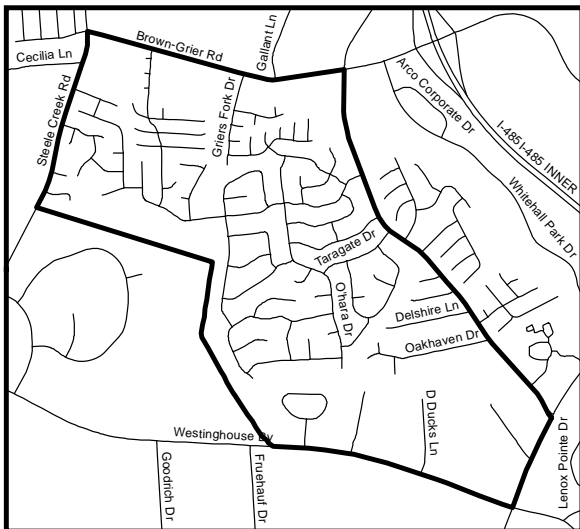 Brown-Grier Rd
Gallant Ln
Cecilia Ln
Steele Creek Rd
Griers Fork Dr
Arco Corporate Dr
I-485 I-485 INNER
Whitehall Park Dr
Taragate Dr
O'hara Dr
Delshire Ln
Oakhaven Dr
D Ducks Ln
Westinghouse Bv
Goodrich Dr
Fruehauf Dr
Lenox Pointe Dr